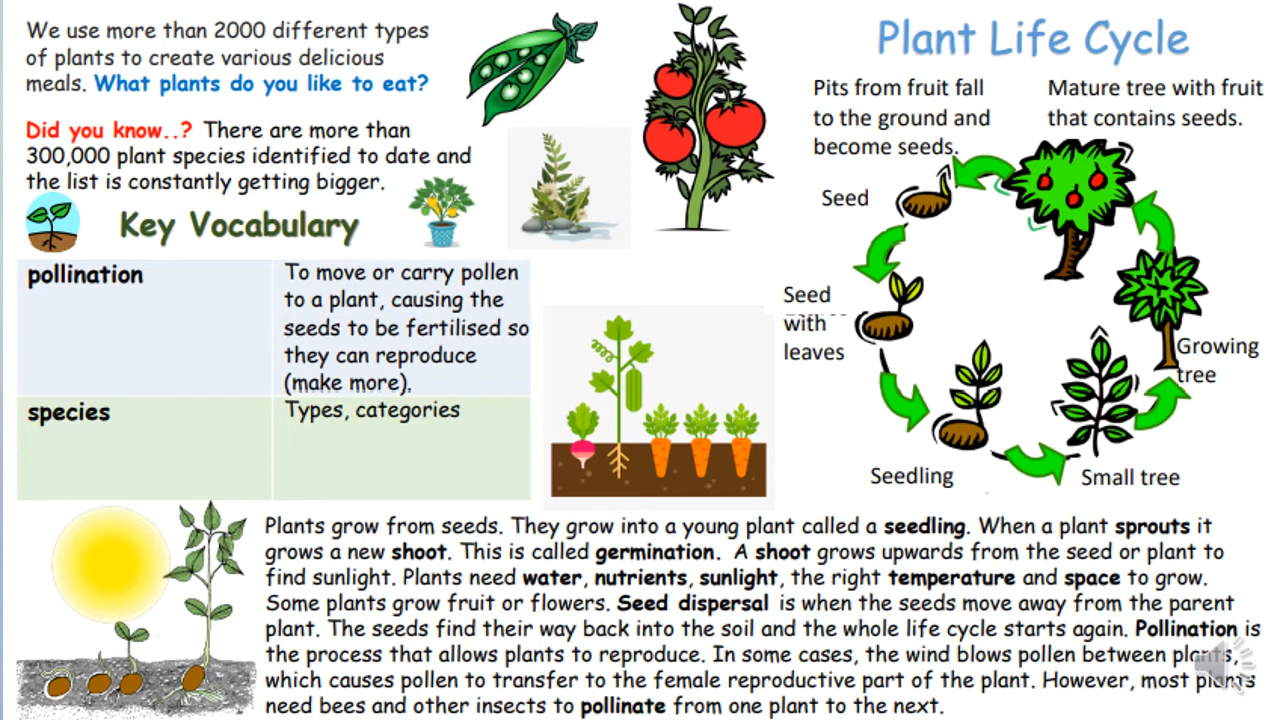 We use more than 2000 different types
of plants to create various delicious
meals. What plants do you like to eat?
Did you know..? There are more than
300,000 plant species identified to date and
the list is constantly getting bigger.
Key Vocabulary
pollination
To move or carry pollen
to a plant, causing the
seeds to be fertilised so
they can reproduce
(make more).
species
Types, categories
Plant Life Cycle
Pits from fruit fall
to the ground and
become seeds.
Mature tree with fruit
that contains seeds.
Seed
Seed
with
leaves
Seedling
Small tree
Growing
tree
Plants grow from seeds. They grow into a young plant called a seedling. When a plant sprouts it
grows a new shoot. This is called germination. A shoot grows upwards from the seed or plant to
find sunlight. Plants need water, nutrients, sunlight, the right temperature and space to grow.
Some plants grow fruit or flowers. Seed dispersal is when the seeds move away from the parent
plant. The seeds find their way back into the soil and the whole life cycle starts again. Pollination is
the process that allows plants to reproduce. In some cases, the wind blows pollen between plants,
which causes pollen to transfer to the female reproductive part of the plant. However, most plants
need bees and other insects to pollinate from one plant to the next.